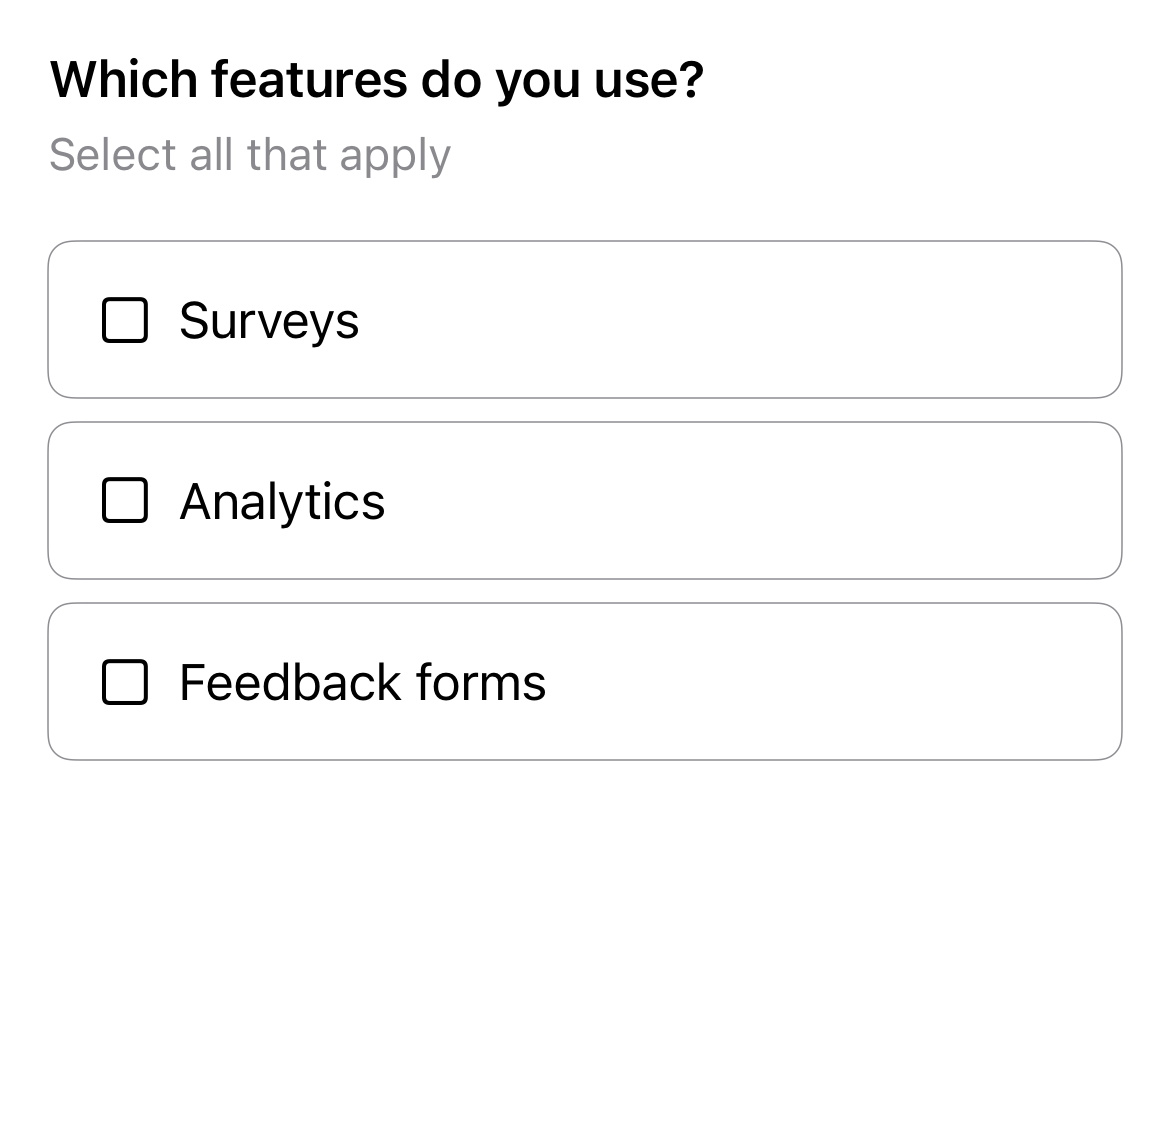 Which features do you use?
Select all that apply
Surveys
Analytics
Feedback forms